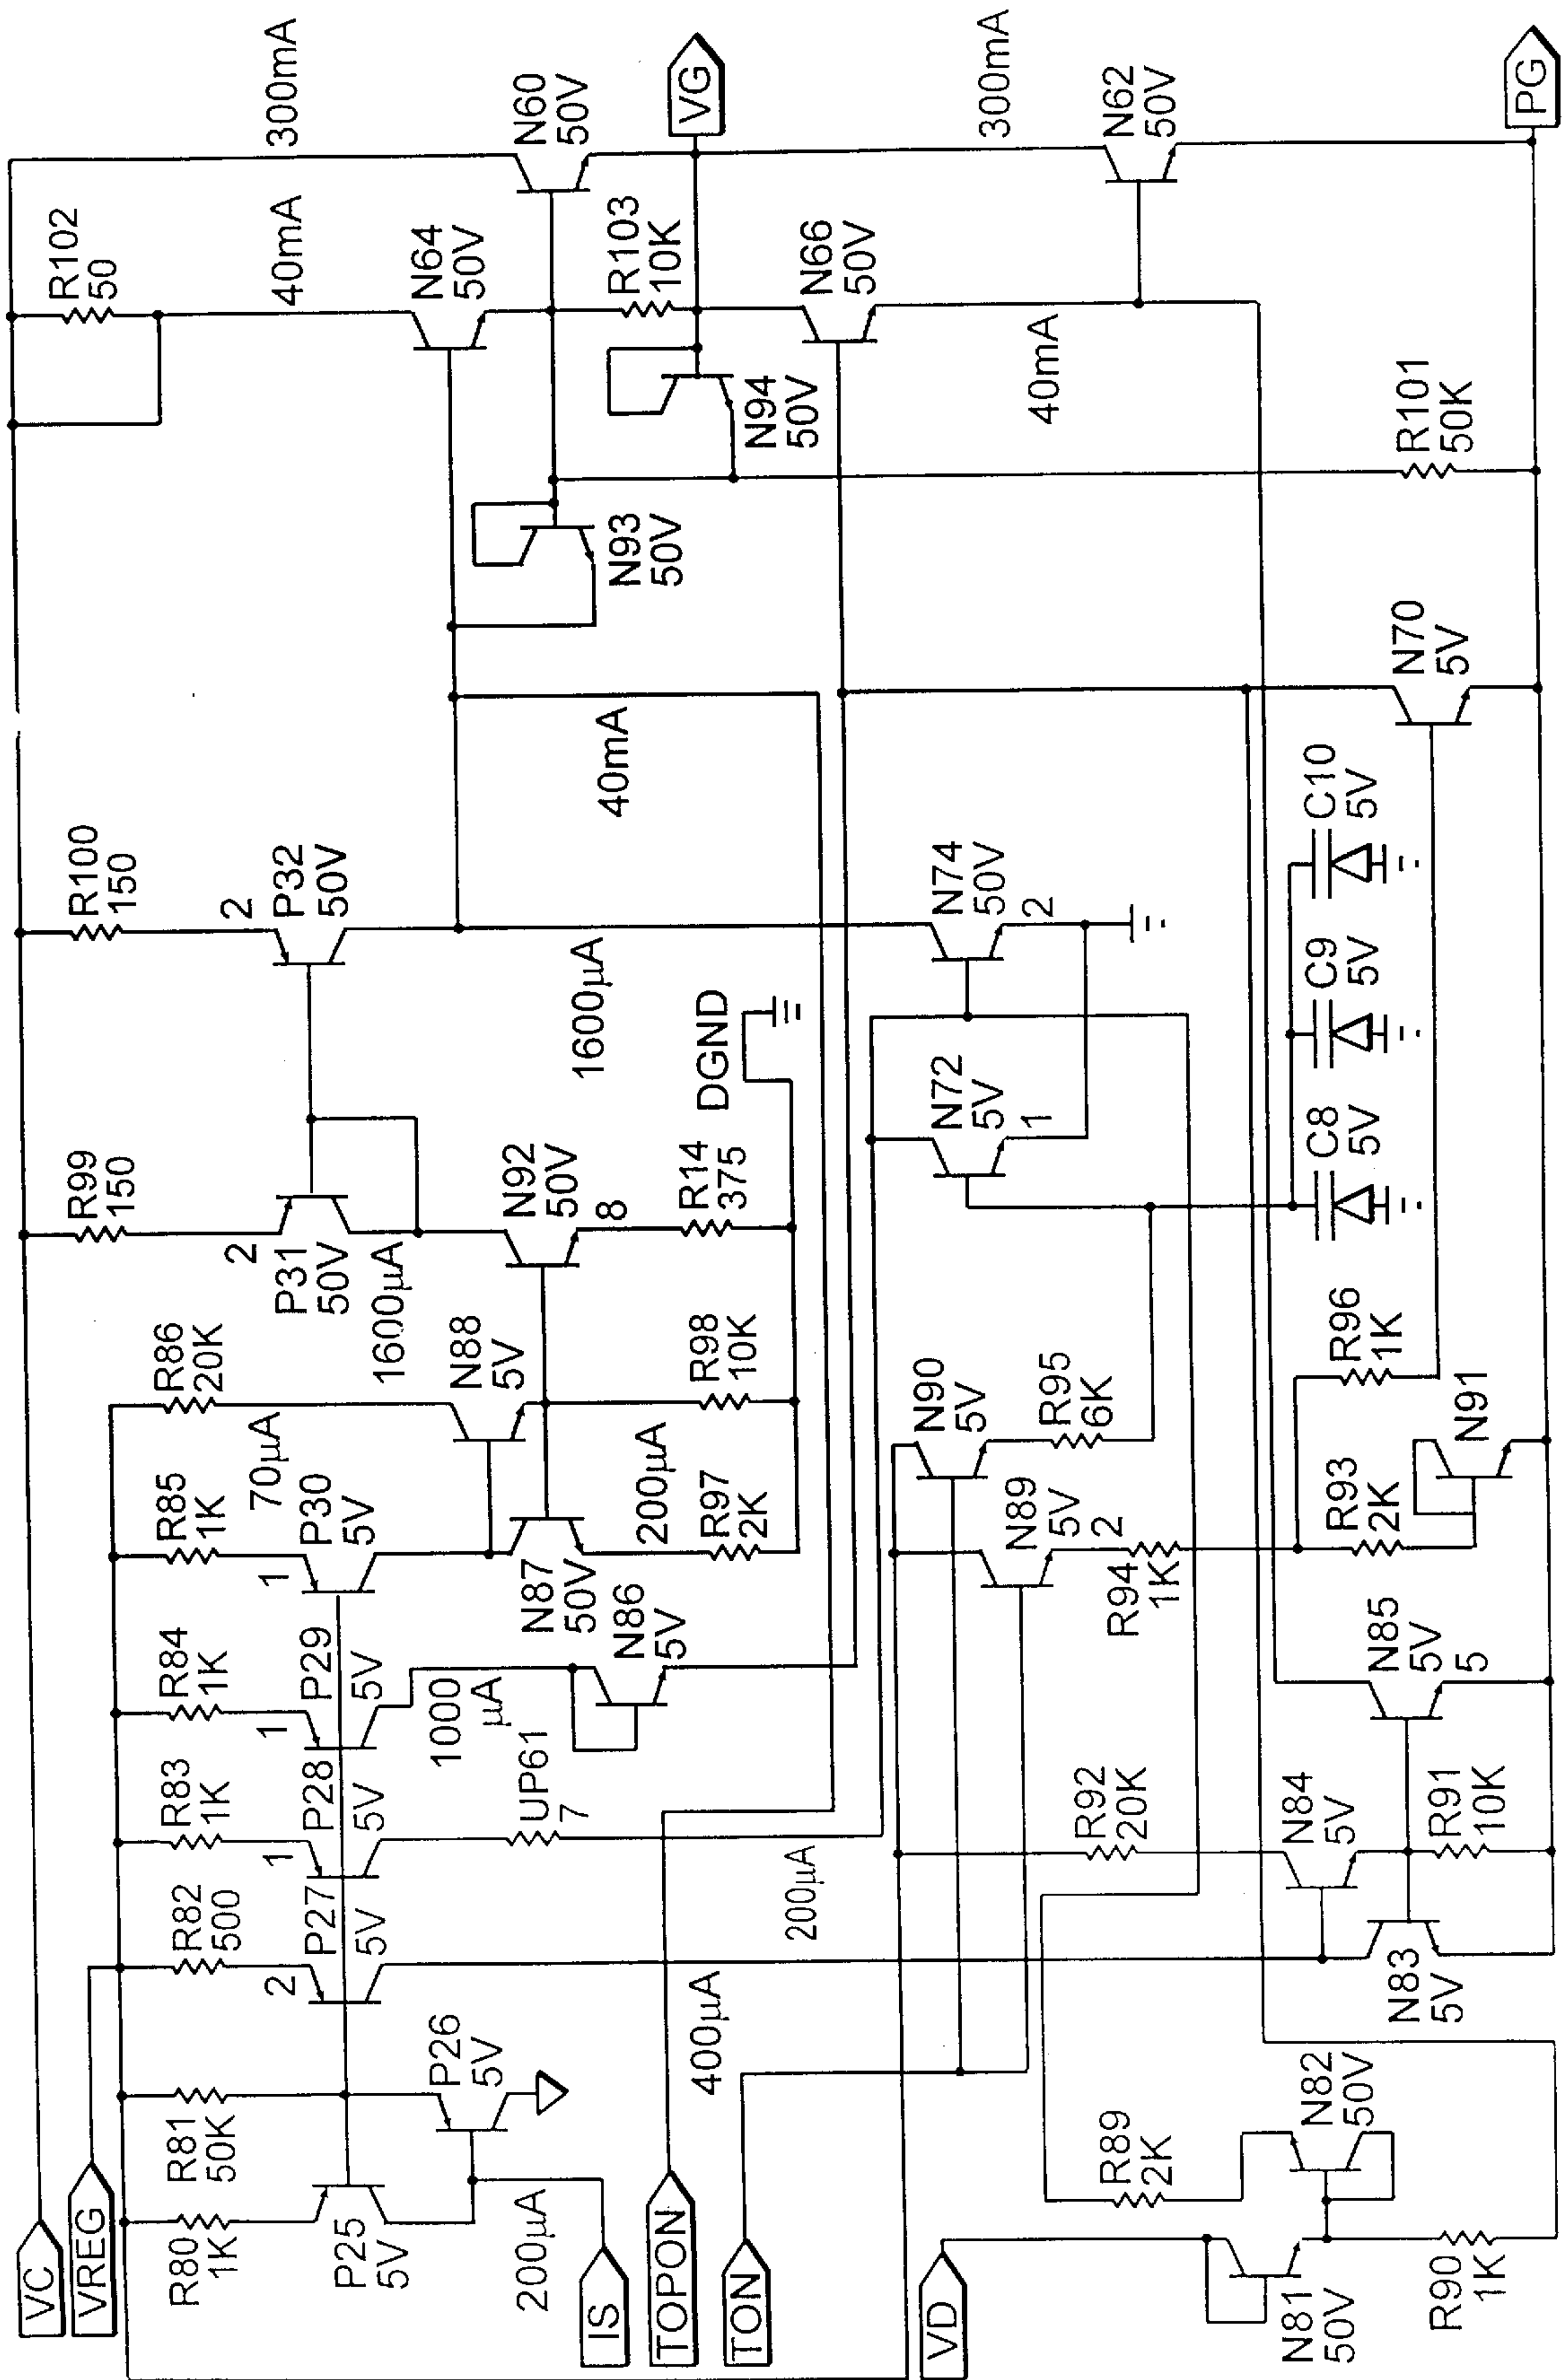 VC
VREG
R80
1K
R81
50K
P25
5V
P26
5V
200µA
IS
TOPON
TON
VD
R82
500
2
P27
5V
R83
1K
1
P28
5V
R84
1K
1
P29
5V
R85
1K
1
P30
5V
R86
20K
70µA
N88
5V
1000
µA
UP61
7
N86
5V
N87
50V
200µA
R97
2K
R98
10K
400µA
200µA
R99
150
2
P31
50V
1600µA
N92
50V
8
R14
375
DGND
R100
150
2
P32
50V
1600µA
40mA
R102
50
40mA
300mA
N64
50V
N60
50V
N93
50V
N94
50V
R103
10K
VG
N66
50V
40mA
300mA
N62
50V
R101
50K
PG
N74
50V
2
N72
5V
1
N90
5V
R95
6K
N89
5V
2
R94
1K
R93
2K
R96
1K
N91
C8
5V
C9
5V
C10
5V
N70
5V
R92
20K
N84
5V
R91
10K
N85
5V
5
N83
5V
R89
2K
N82
50V
N81
50V
R90
1K